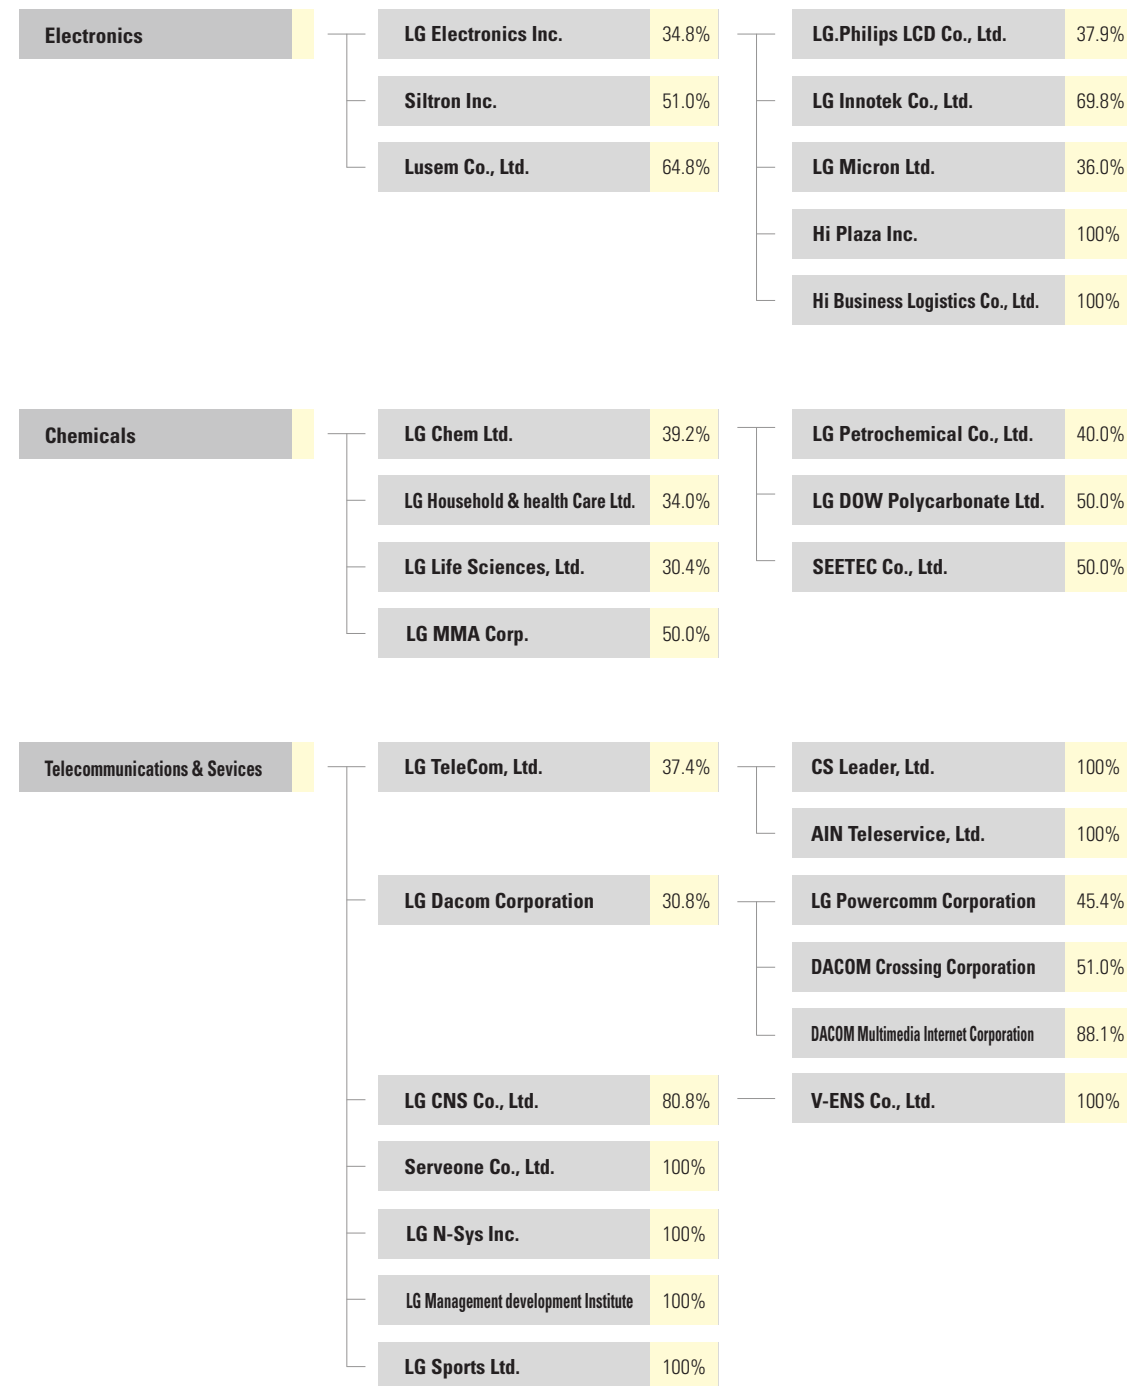 Electronics
LG Electronics Inc. 34.8%
LG.Philips LCD Co., Ltd. 37.9%
Siltron Inc. 51.0%
LG Innotek Co., Ltd. 69.8%
Lusem Co., Ltd. 64.8%
LG Micron Ltd. 36.0%
Hi Plaza Inc. 100%
Hi Business Logistics Co., Ltd. 100%
Chemicals
LG Chem Ltd. 39.2%
LG Petrochemical Co., Ltd. 40.0%
LG Household & health Care Ltd. 34.0%
LG DOW Polycarbonate Ltd. 50.0%
LG Life Sciences, Ltd. 30.4%
SEETEC Co., Ltd. 50.0%
LG MMA Corp. 50.0%
Telecommunications & Sevices
LG TeleCom, Ltd. 37.4%
CS Leader, Ltd. 100%
AIN Teleservice, Ltd. 100%
LG Dacom Corporation 30.8%
LG Powercomm Corporation 45.4%
DACOM Crossing Corporation 51.0%
DACOM Multimedia Internet Corporation 88.1%
LG CNS Co., Ltd. 80.8%
V-ENS Co., Ltd. 100%
Serveone Co., Ltd. 100%
LG N-Sys Inc. 100%
LG Management development Institute 100%
LG Sports Ltd. 100%